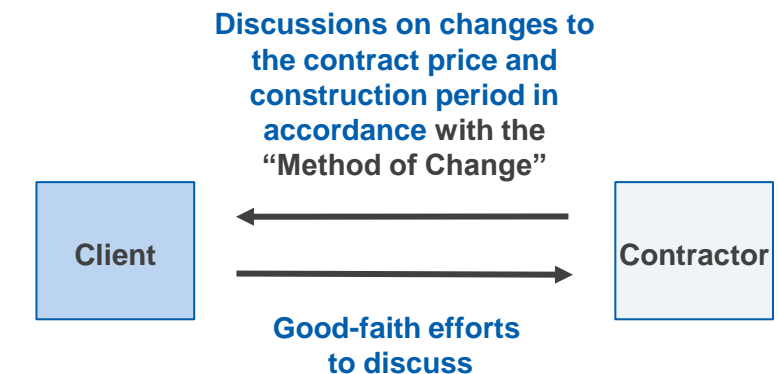 Discussions on changes to
the contract price and
construction period in
accordance with the
“Method of Change”
Client
Contractor
Good-faith efforts
to discuss